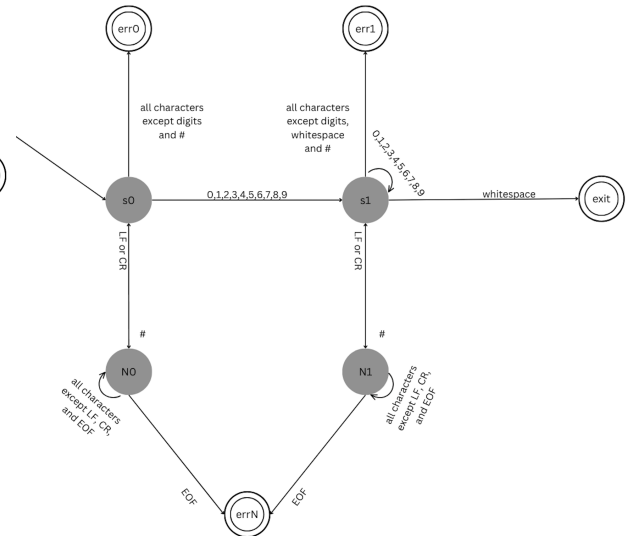 err0
err1
all characters
except digits
and #
all characters
except digits,
whitespace
and #
0,1,2,3,4,5,6,7,8,9
s0
0,1,2,3,4,5,6,7,8,9
s1
whitespace
exit
LF or CR
LF or CR
#
#
N0
N1
all characters
except LF, CR,
and EOF
all characters
except LF, CR,
and EOF
EOF
EOF
errN